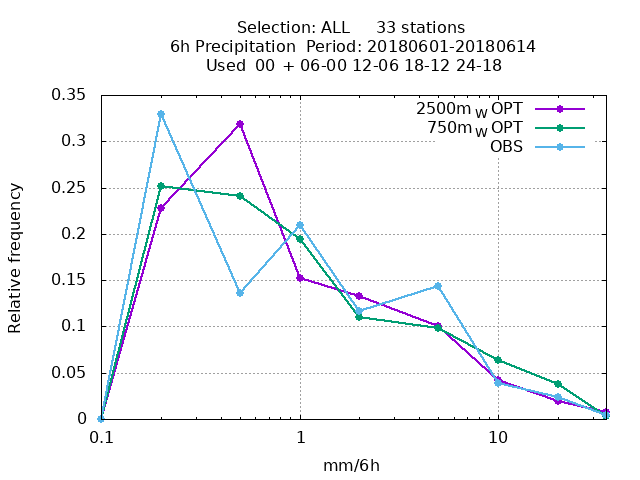 Selection: ALL 33 stations
6h Precipitation Period: 20180601-20180614
Used 00 + 06-00 12-06 18-12 24-18
2500m_W OPT
750m_W OPT
OBS
0.35
0.3
0.25
0.2
0.15
0.1
0.05
0
Relative frequency
0.1 1 10
mm/6h